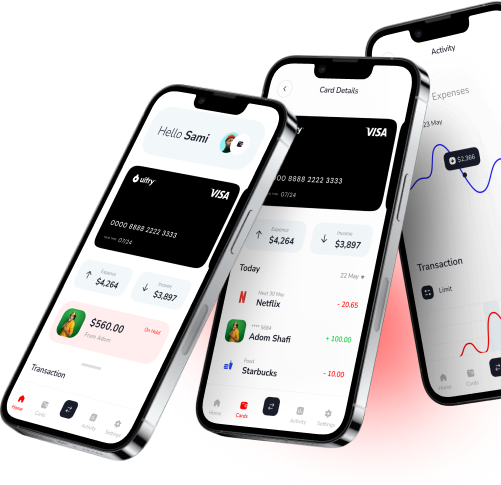 Hello Sami
uifry
VISA
0000 8888 2222 3333
07/24
Expense
$4,264
Income
$3,897
$560.00
From Adom
On Hold
Transaction
Home
Cards
Activity
Settings
Card Details
VISA
8888 2222 3333
07/24
Expense
$4,264
Income
$3,897
Today
22 May
Next 30 May
Netflix
- 20.65
**** 5684
Adom Shafi
+ 100.00
Food
Starbucks
- 10.00
Home
Cards
Activity
Settings
Activity
Expenses
23 May
$2,366
Transaction
Limit
Home
Cards